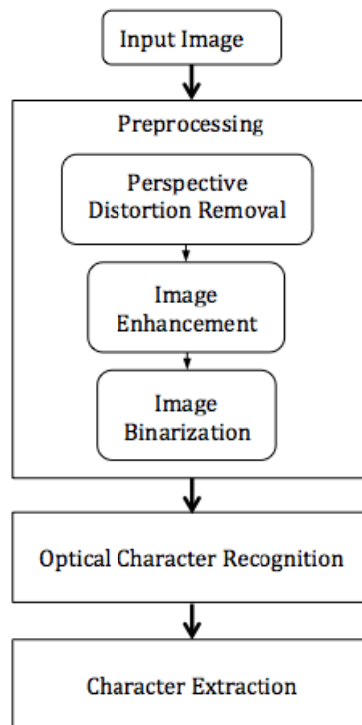 Input Image
Preprocessing
Perspective
Distortion Removal
Image
Enhancement
Image
Binarization
Optical Character Recognition
Character Extraction